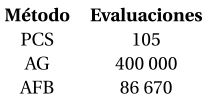 Método Evaluaciones
PCS 105
AG 400 000
AFB 86 670